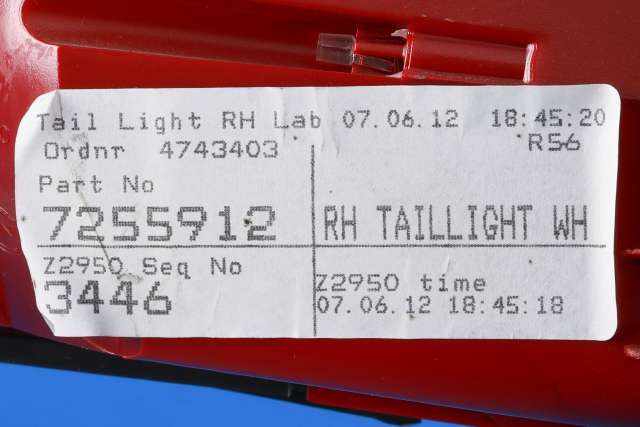 Tail Light RH Lab 07.06.12 18:45:20
Ordnr 4743403 R56
Part No
7255912 RH TAILLIGHT WH
Z2950 Seq No
3446
Z2950 time
07.06.12 18:45:18